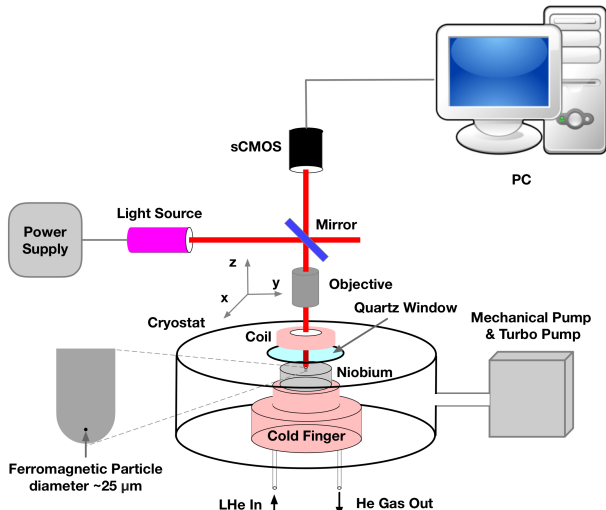 sCMOS
PC
Light Source
Mirror
Power
Supply
z
y
x
Objective
Quartz Window
Cryostat
Mechanical Pump
& Turbo Pump
Coil
Niobium
Cold Finger
Ferromagnetic Particle
diameter ~25 µm
LHe In
He Gas Out